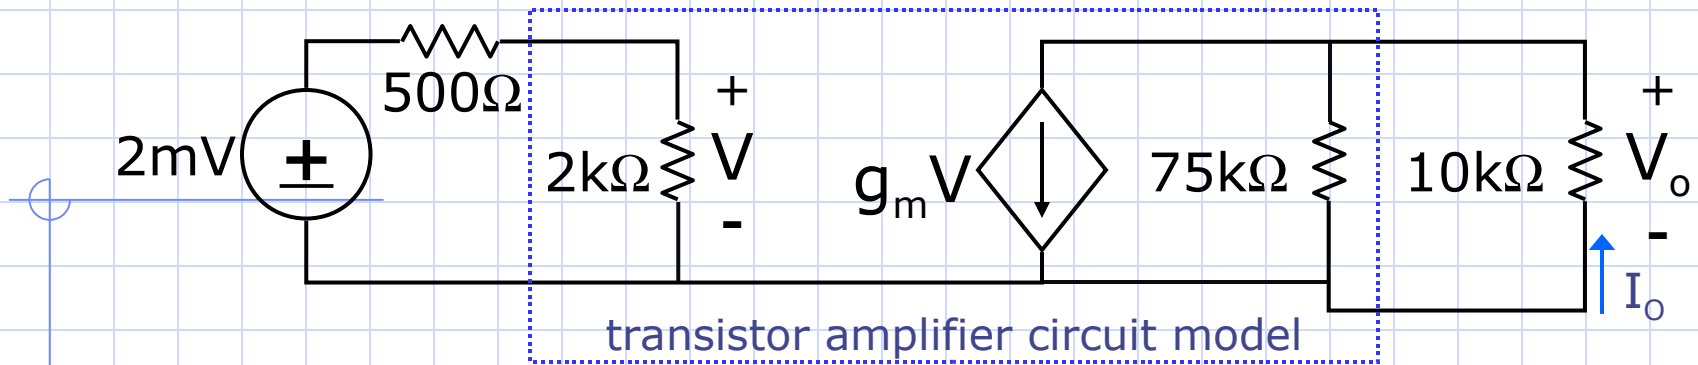 500Ω
2mV
±
2kΩ
+
V
-
gmV
75kΩ
10kΩ
+
Vo
-
IO
transistor amplifier circuit model